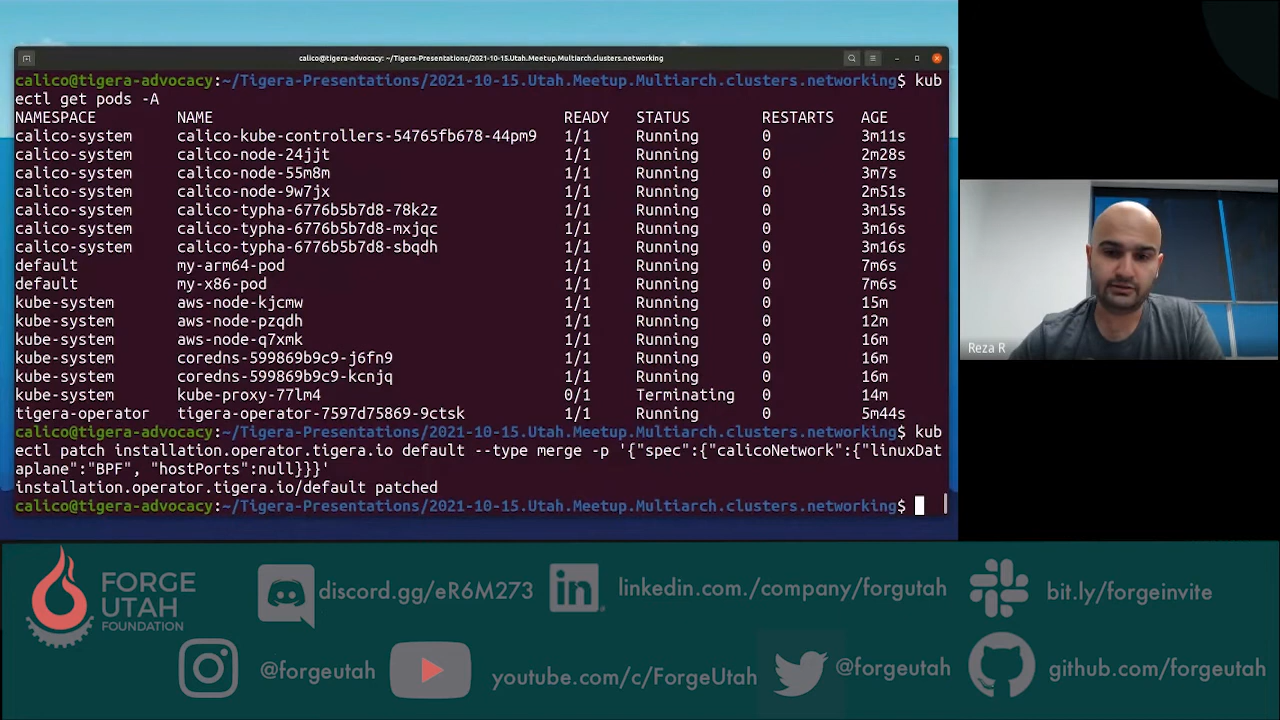 calico@tigera-advocacy: ~/Tigera-Presentations/2021-10-15.Utah.Meetup.Multiarch.clusters.networking
calico@tigera-advocacy:~/Tigera-Presentations/2021-10-15.Utah.Meetup.Multiarch.clusters.networking$ kub
ectl get pods -A
NAMESPACE NAME READY STATUS RESTARTS AGE
calico-system calico-kube-controllers-54765fb678-44pm9 1/1 Running 0 3m11s
calico-system calico-node-24jjt 1/1 Running 0 2m28s
calico-system calico-node-55m8m 1/1 Running 0 3m7s
calico-system calico-node-9w7jx 1/1 Running 0 2m51s
calico-system calico-typha-6776b5b7d8-78k2z 1/1 Running 0 3m15s
calico-system calico-typha-6776b5b7d8-mxjqc 1/1 Running 0 3m16s
calico-system calico-typha-6776b5b7d8-sbqdh 1/1 Running 0 3m16s
default my-arm64-pod 1/1 Running 0 7m6s
default my-x86-pod 1/1 Running 0 7m6s
kube-system aws-node-kjcmw 1/1 Running 0 15m
kube-system aws-node-pzqdh 1/1 Running 0 12m
kube-system aws-node-q7xmk 1/1 Running 0 16m
kube-system coredns-599869b9c9-j6fn9 1/1 Running 0 16m
kube-system coredns-599869b9c9-kcnjq 1/1 Running 0 16m
kube-system kube-proxy-77lm4 0/1 Terminating 0 14m
tigera-operator tigera-operator-7597d75869-9ctsk 1/1 Running 0 5m44s
calico@tigera-advocacy:~/Tigera-Presentations/2021-10-15.Utah.Meetup.Multiarch.clusters.networking$ kub
ectl patch installation.operator.tigera.io default --type merge -p '{"spec":{"calicoNetwork":{"linuxDat
aplane":"BPF", "hostPorts":null}}}'
installation.operator.tigera.io/default patched
calico@tigera-advocacy:~/Tigera-Presentations/2021-10-15.Utah.Meetup.Multiarch.clusters.networking$
Reza R
FORGE
UTAH
FOUNDATION
discord.gg/eR6M273
in
linkedin.com./company/forgutah
bit.ly/forgeinvite
@forgeutah
youtube.com/c/ForgeUtah
@forgeutah
github.com/forgeutah